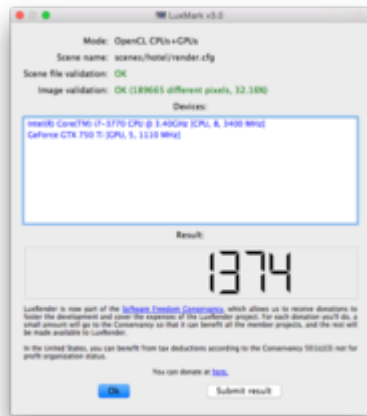 LuxMark v3.0
Mode: OpenCL CPUs+GPUs
Scene name: scenes/hotel/render.cfg
Scene file validation: OK
Image validation: OK (189665 different pixels, 32.16%)
Devices:
Intel(R) Core(TM) i7-3770 CPU @ 3.40GHz [CPU, 8, 3400 MHz]
GeForce GTX 750 Ti [GPU, 5, 1110 MHz]
Result:
1374
LuxRender is now part of the Software Freedom Conservancy, which allows us to receive donations to
foster the development and cover the expenses of the LuxRender project. For each donation you'll do, a
small amount will go to the Conservancy so that it can benefit all the member projects, and the rest will
be made available to LuxRender.
In the United States, you can benefit from tax deductions according to the Conservancy 501(c)(3) not for
profit organization status.
You can donate at here.
Ok
Submit result